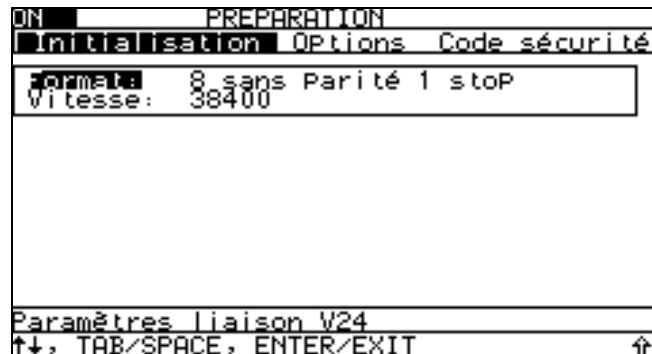 ON PREPARATION
Initialisation Options Code sécurité
Format: 8 sans Parité 1 stop
Vitesse: 38400
Paramètres liaison V24
↑↓, TAB/SPACE, ENTER/EXIT ⇧